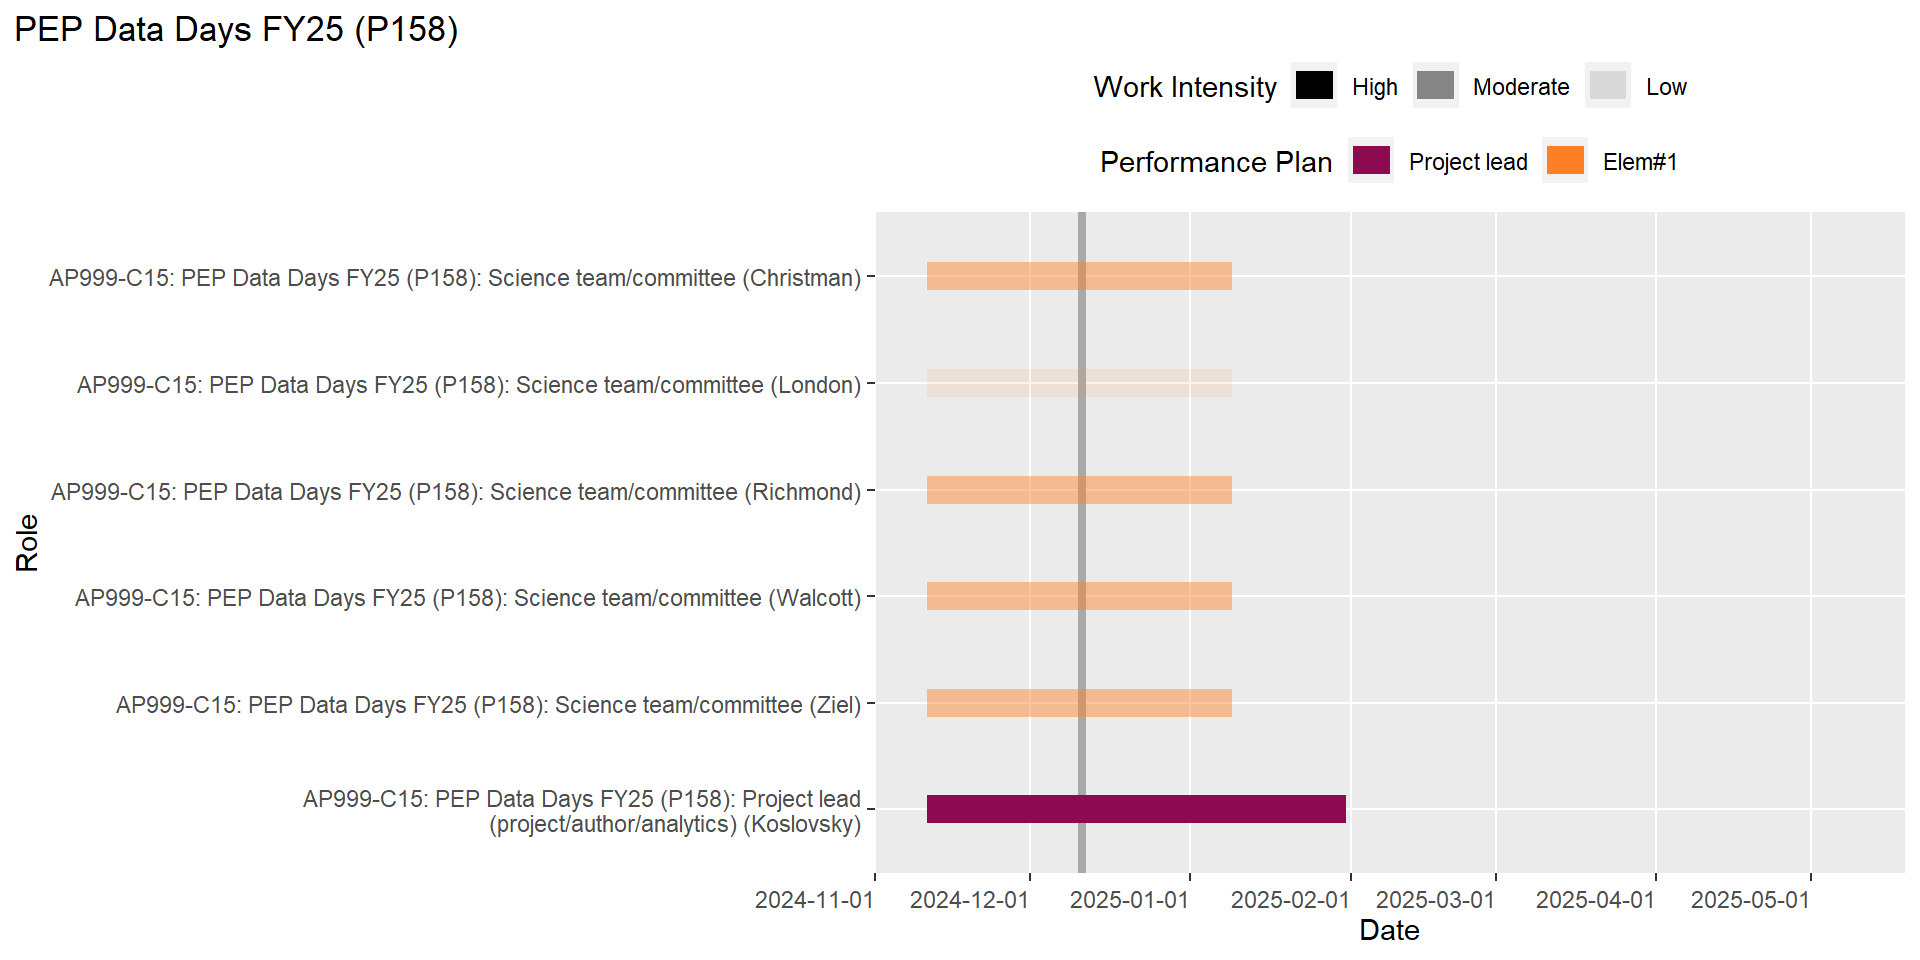 PEP Data Days FY25 (P158)
Work Intensity High Moderate Low
Performance Plan Project lead Elem#1
AP999-C15: PEP Data Days FY25 (P158): Science team/committee (Christman)
AP999-C15: PEP Data Days FY25 (P158): Science team/committee (London)
AP999-C15: PEP Data Days FY25 (P158): Science team/committee (Richmond)
AP999-C15: PEP Data Days FY25 (P158): Science team/committee (Walcott)
AP999-C15: PEP Data Days FY25 (P158): Science team/committee (Ziel)
AP999-C15: PEP Data Days FY25 (P158): Project lead
(project/author/analytics) (Koslovsky)
Role
2024-11-01 2024-12-01 2025-01-01 2025-02-01 2025-03-01 2025-04-01 2025-05-01
Date